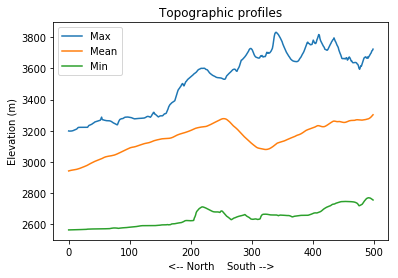 Topographic profiles
Max
Mean
Min
Elevation (m)
3800
3600
3400
3200
3000
2800
2600
0 100 200 300 400 500
<-- North    South -->